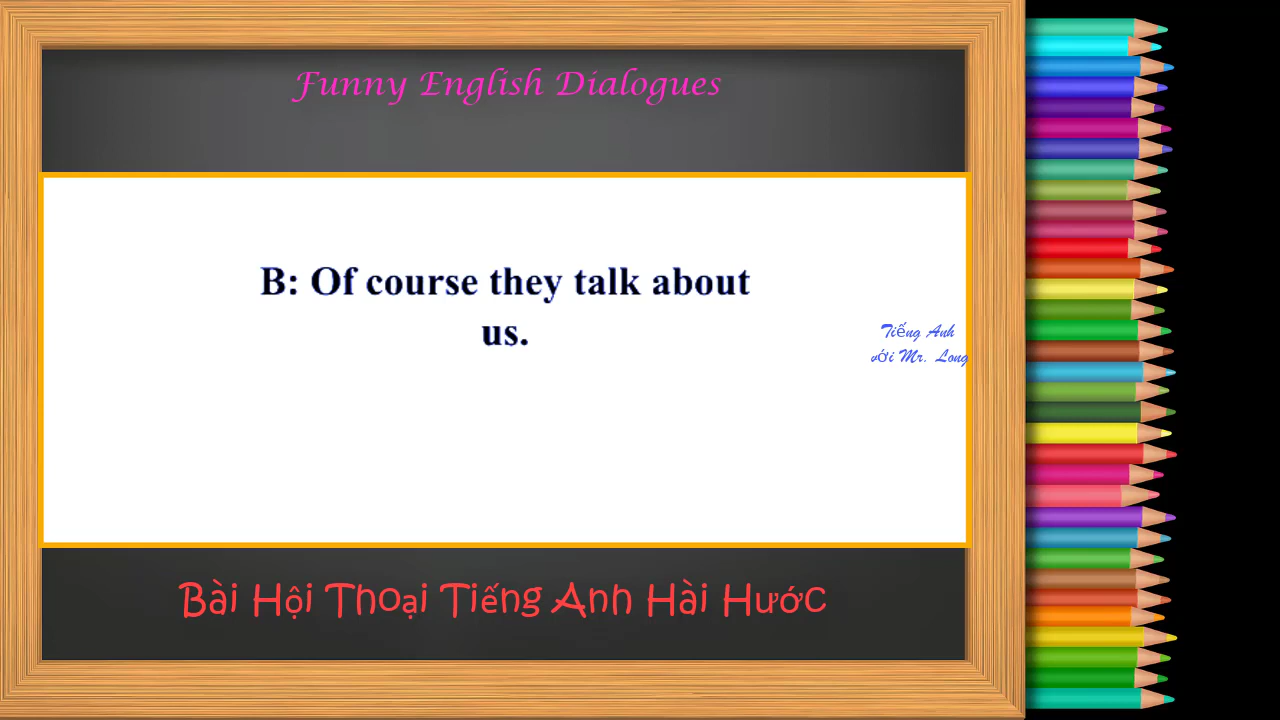 Funny English Dialogues
B: Of course they talk about
us.
Tiếng Anh
với Mr. Long
Bài Hội Thoại Tiếng Anh Hài Hước